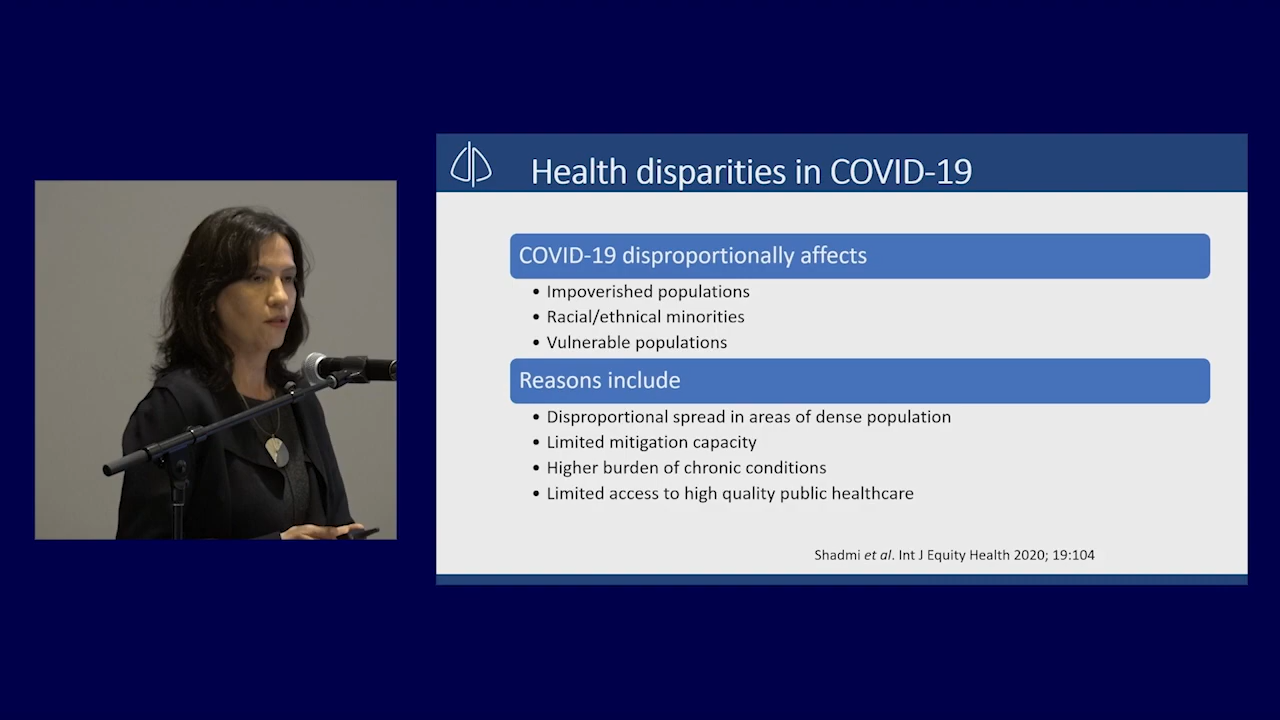 Health disparities in COVID-19
COVID-19 disproportionally affects
• Impoverished populations
• Racial/ethnical minorities
• Vulnerable populations
Reasons include
• Disproportional spread in areas of dense population
• Limited mitigation capacity
• Higher burden of chronic conditions
• Limited access to high quality public healthcare
Shadmi et al. Int J Equity Health 2020; 19:104